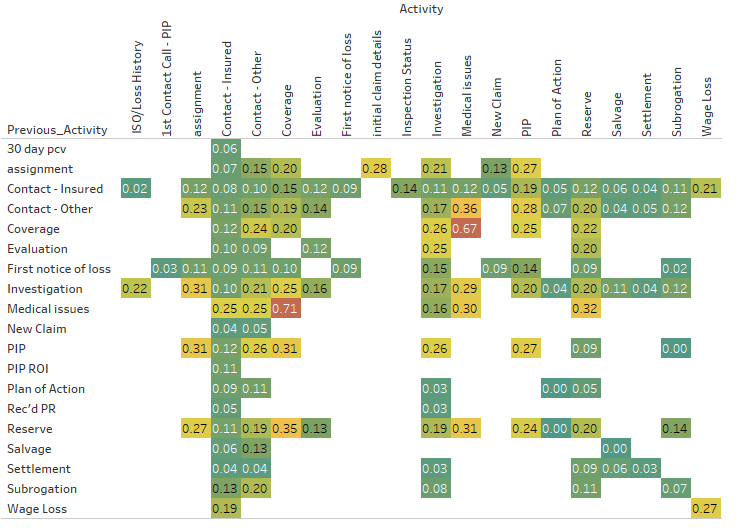 Activity
Previous_Activity
ISO/Loss History
1st Contact Call - PIP
assignment
Contact - Insured
Contact - Other
Coverage
Evaluation
First notice of loss
initial claim details
Inspection Status
Investigation
Medical issues
New Claim
PIP
Plan of Action
Reserve
Salvage
Settlement
Subrogation
Wage Loss
30 day pcv 0.06
assignment 0.07 0.15 0.20 0.28 0.21 0.13 0.27
Contact - Insured 0.02 0.12 0.08 0.10 0.15 0.12 0.09 0.14 0.11 0.12 0.05 0.19 0.05 0.12 0.06 0.04 0.11 0.21
Contact - Other 0.23 0.11 0.15 0.19 0.14 0.17 0.36 0.28 0.07 0.20 0.04 0.05 0.12
Coverage 0.12 0.24 0.20 0.26 0.67 0.25 0.22
Evaluation 0.10 0.09 0.12 0.25 0.20
First notice of loss 0.03 0.11 0.09 0.11 0.10 0.09 0.15 0.09 0.14 0.09 0.02
Investigation 0.22 0.31 0.10 0.21 0.25 0.16 0.17 0.29 0.20 0.04 0.20 0.11 0.04 0.12
Medical issues 0.25 0.25 0.71 0.16 0.30 0.32
New Claim 0.04 0.05
PIP 0.31 0.12 0.26 0.31 0.26 0.27 0.09 0.00
PIP ROI 0.11
Plan of Action 0.09 0.11 0.03 0.00 0.05
Rec'd PR 0.05 0.03
Reserve 0.27 0.11 0.19 0.35 0.13 0.19 0.31 0.24 0.00 0.20 0.14
Salvage 0.06 0.13 0.00
Settlement 0.04 0.04 0.03 0.09 0.06 0.03
Subrogation 0.13 0.20 0.08 0.11 0.07
Wage Loss 0.19 0.27